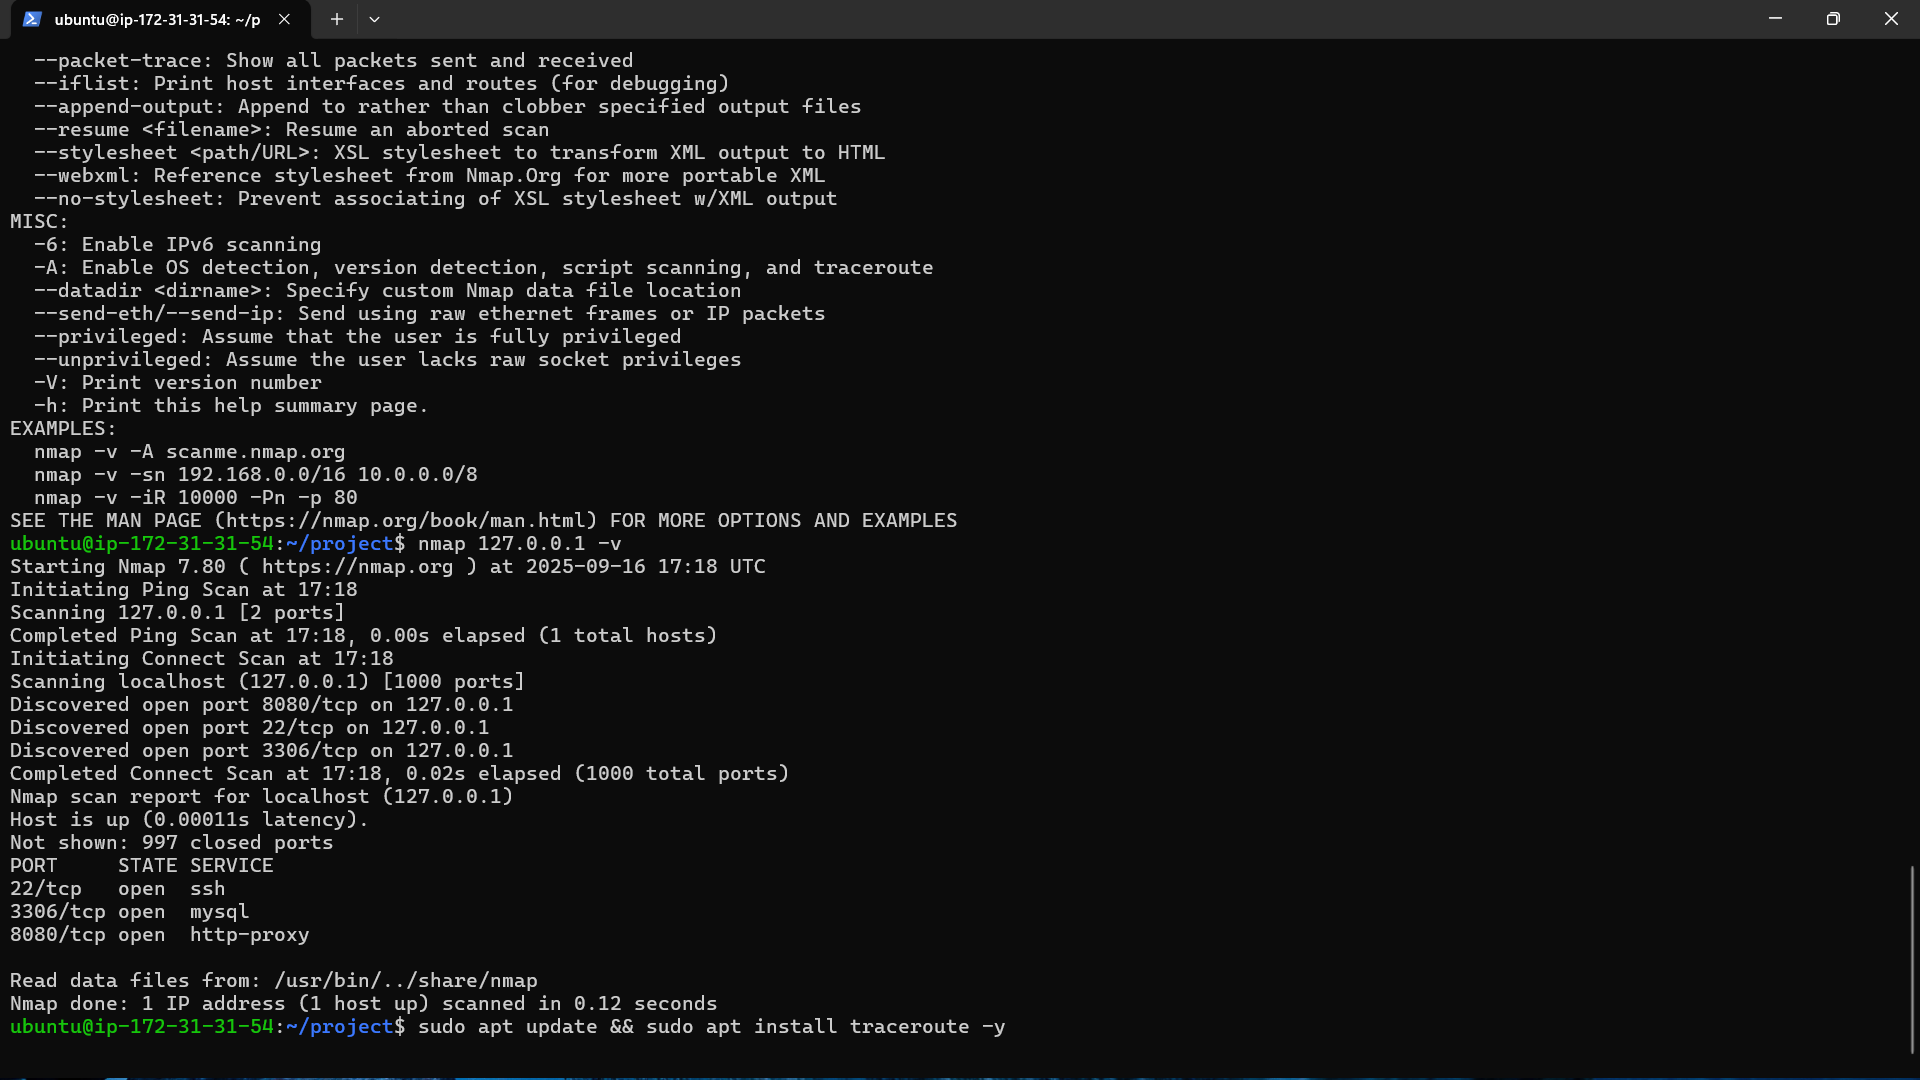 ubuntu@ip-172-31-31-54: ~/p
  --packet-trace: Show all packets sent and received
  --iflist: Print host interfaces and routes (for debugging)
  --append-output: Append to rather than clobber specified output files
  --resume <filename>: Resume an aborted scan
  --stylesheet <path/URL>: XSL stylesheet to transform XML output to HTML
  --webxml: Reference stylesheet from Nmap.Org for more portable XML
  --no-stylesheet: Prevent associating of XSL stylesheet w/XML output
MISC:
  -6: Enable IPv6 scanning
  -A: Enable OS detection, version detection, script scanning, and traceroute
  --datadir <dirname>: Specify custom Nmap data file location
  --send-eth/--send-ip: Send using raw ethernet frames or IP packets
  --privileged: Assume that the user is fully privileged
  --unprivileged: Assume the user lacks raw socket privileges
  -V: Print version number
  -h: Print this help summary page.
EXAMPLES:
  nmap -v -A scanme.nmap.org
  nmap -v -sn 192.168.0.0/16 10.0.0.0/8
  nmap -v -iR 10000 -Pn -p 80
SEE THE MAN PAGE (https://nmap.org/book/man.html) FOR MORE OPTIONS AND EXAMPLES
ubuntu@ip-172-31-31-54:~/project$ nmap 127.0.0.1 -v
Starting Nmap 7.80 ( https://nmap.org ) at 2025-09-16 17:18 UTC
Initiating Ping Scan at 17:18
Scanning 127.0.0.1 [2 ports]
Completed Ping Scan at 17:18, 0.00s elapsed (1 total hosts)
Initiating Connect Scan at 17:18
Scanning localhost (127.0.0.1) [1000 ports]
Discovered open port 8080/tcp on 127.0.0.1
Discovered open port 22/tcp on 127.0.0.1
Discovered open port 3306/tcp on 127.0.0.1
Completed Connect Scan at 17:18, 0.02s elapsed (1000 total ports)
Nmap scan report for localhost (127.0.0.1)
Host is up (0.00011s latency).
Not shown: 997 closed ports
PORT     STATE SERVICE
22/tcp   open  ssh
3306/tcp open  mysql
8080/tcp open  http-proxy

Read data files from: /usr/bin/../share/nmap
Nmap done: 1 IP address (1 host up) scanned in 0.12 seconds
ubuntu@ip-172-31-31-54:~/project$ sudo apt update && sudo apt install traceroute -y